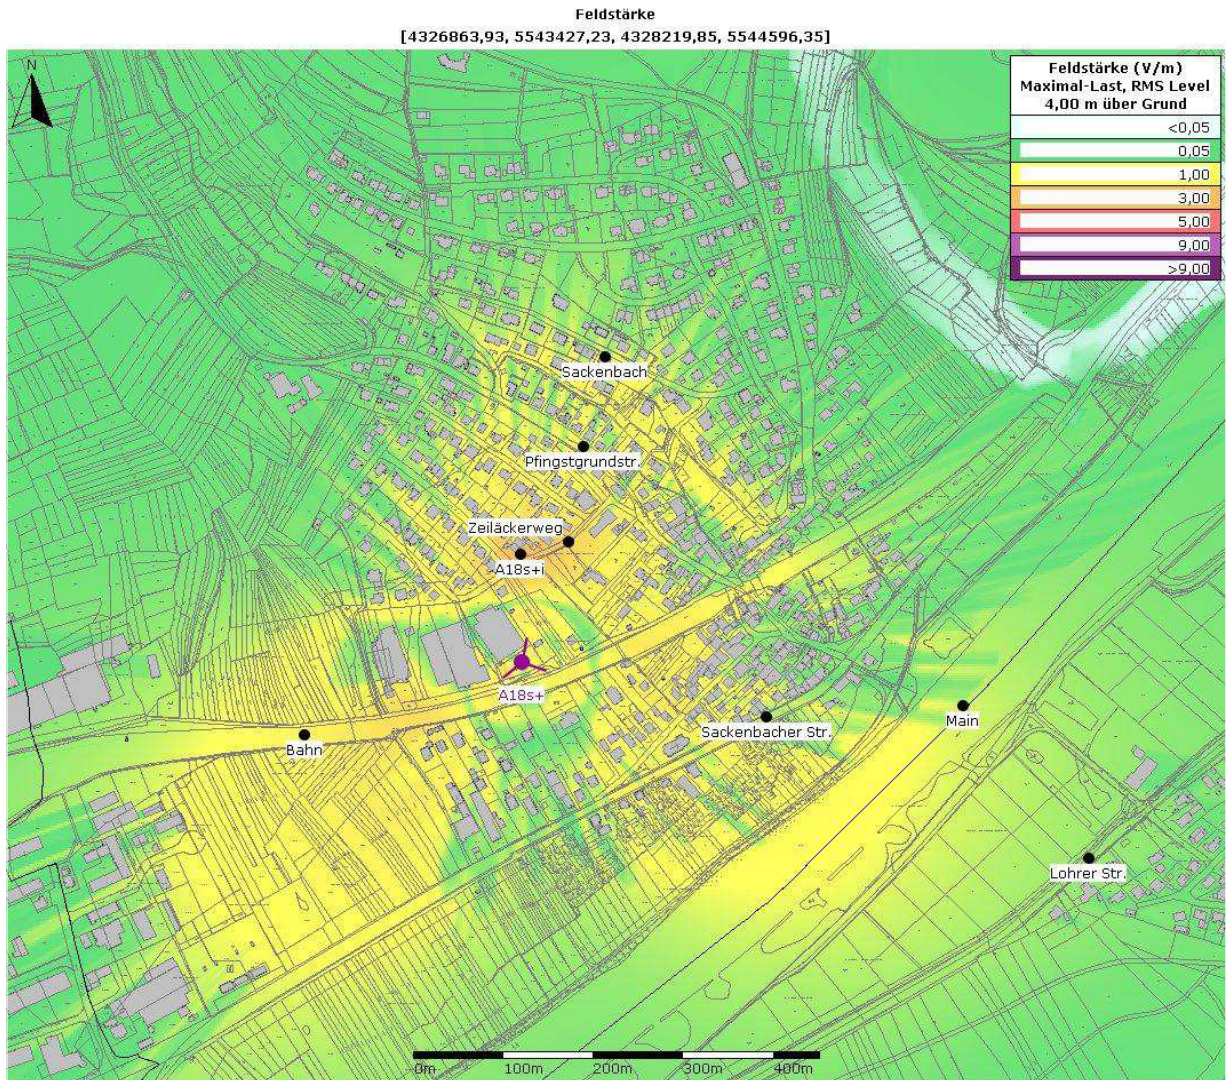 Feldstärke
[4326863,93, 5543427,23, 4328219,85, 5544596,35]
N
Feldstärke (V/m)
Maximal-Last, RMS Level
4,00 m über Grund
<0,05
0,05
1,00
3,00
5,00
9,00
>9,00
Sackenbach
Pfingstgrundstr.
Zeiläckerweg
A18s+i
A18s+
Bahn
Sackenbacher Str.
Main
Lohrer Str.
0m 100m 200m 300m 400m